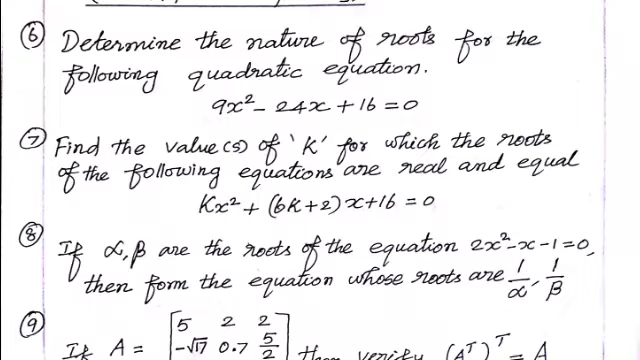 ⑥ Determine the nature of roots for the
following quadratic equation.
9x² - 24x + 16 = 0
⑦ Find the value(s) of 'K' for which the roots
of the following equations are real and equal
Kx² + (6K+2)x + 16 = 0
⑧ If α, β are the roots of the equation 2x² - x - 1 = 0,
then form the equation whose roots are 1/α, 1/β
⑨ If A = [5 2 2
-√17 0.7 5/2] then verify (Aᵀ)ᵀ = A